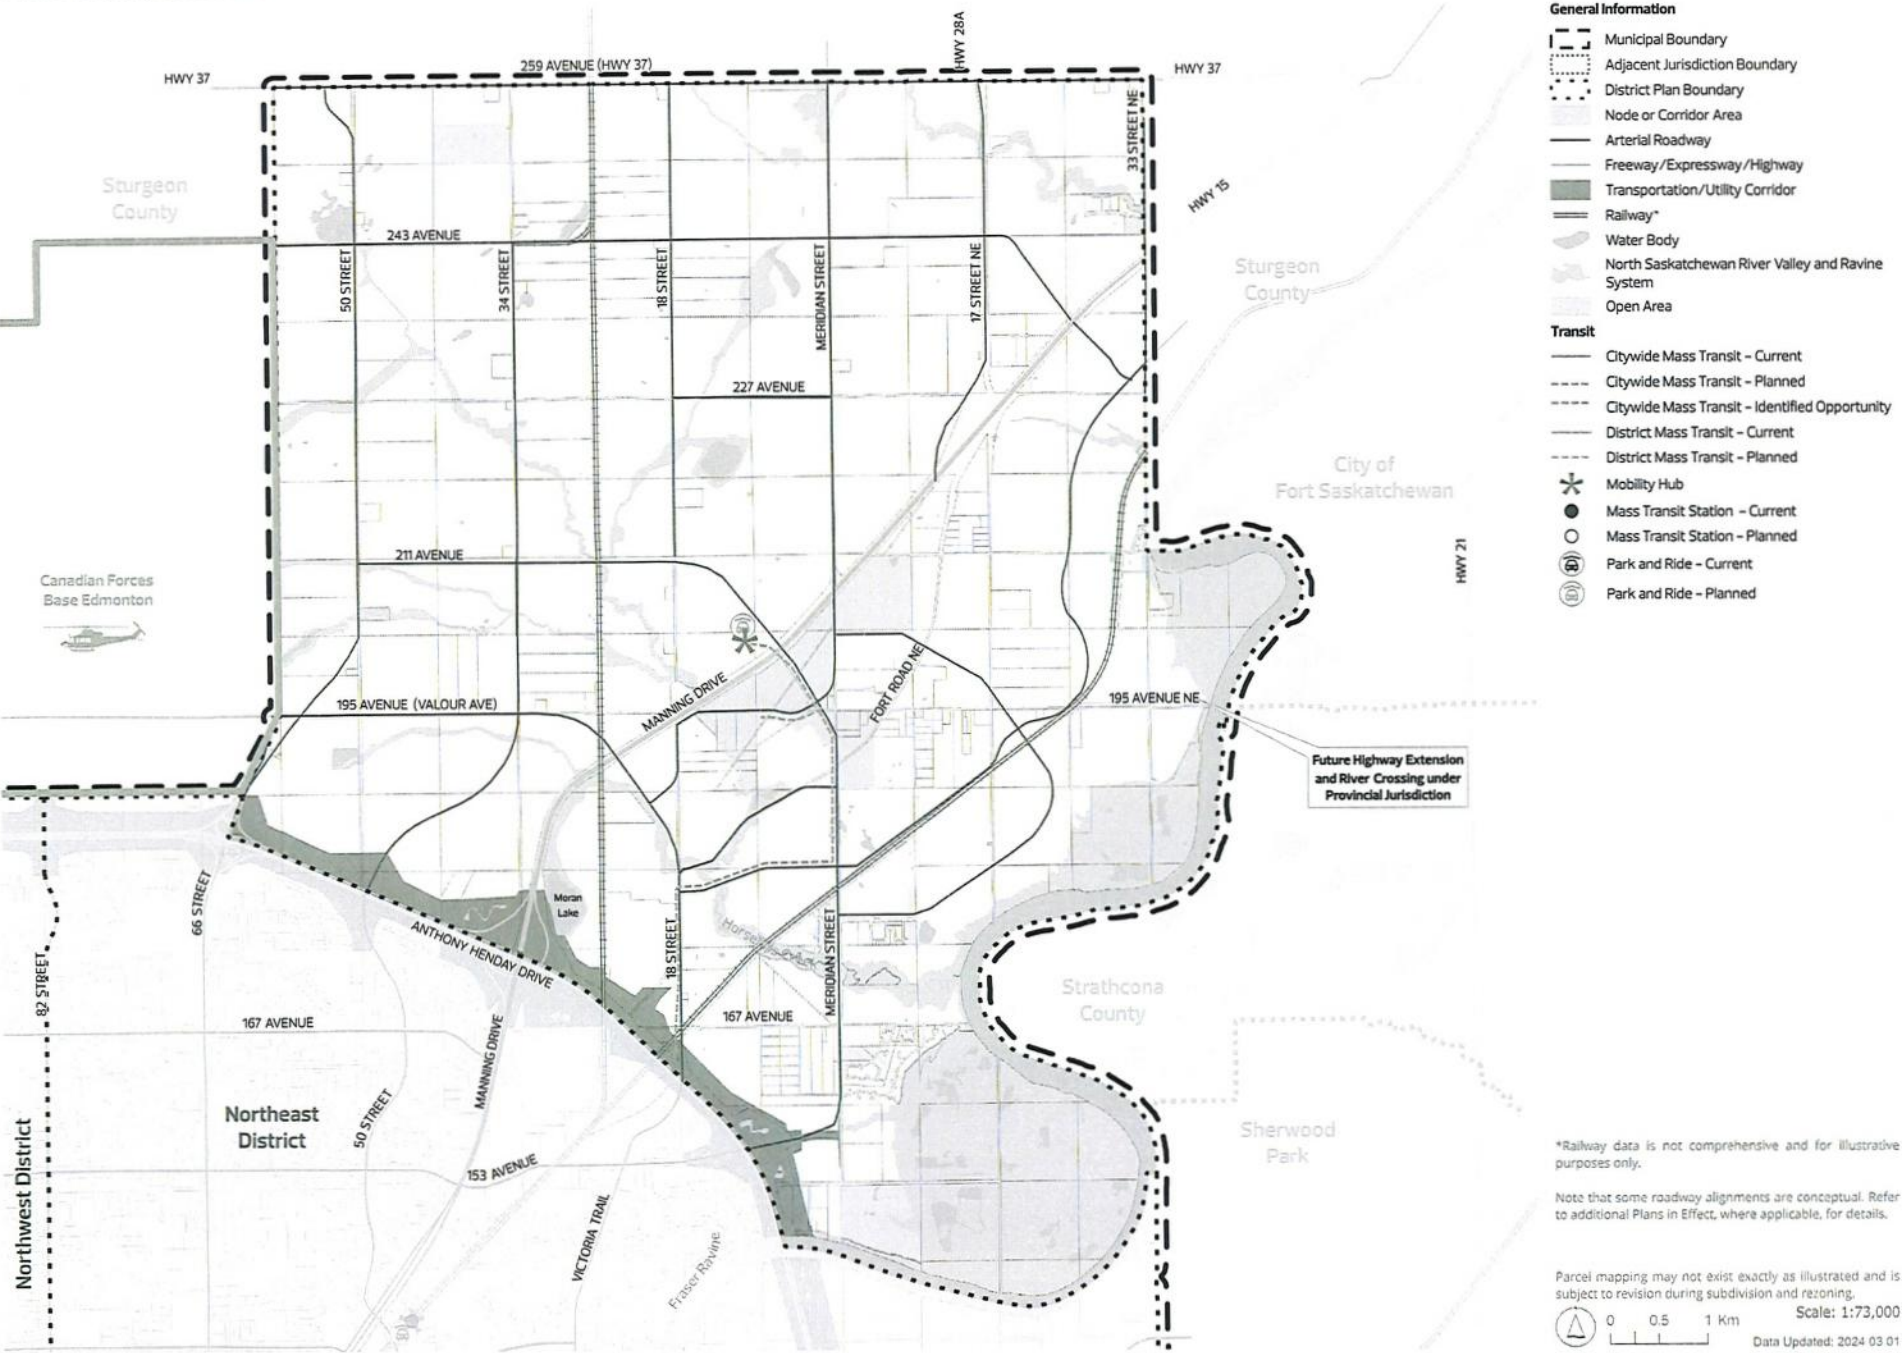 HWY 28A
259 AVENUE (HWY 37)
HWY 37
HWY 37
33 STREET NE
HWY 15
Sturgeon
County
243 AVENUE
50 STREET
34 STREET
18 STREET
MERIDIAN STREET
17 STREET NE
Sturgeon
County
227 AVENUE
City of
Fort Saskatchewan
HWY 21
211 AVENUE
Canadian Forces
Base Edmonton
MANNING DRIVE
FORT ROAD NE
195 AVENUE (VALOUR AVE)
195 AVENUE NE
Future Highway Extension
and River Crossing under
Provincial Jurisdiction
66 STREET
Moran
Lake
ANTHONY HENDAY DRIVE
18 STREET
MERIDIAN STREET
82 STREET
Strathcona
County
167 AVENUE
167 AVENUE
MANNING DRIVE
50 STREET
Northeast
District
Northwest District
153 AVENUE
VICTORIA TRAIL
Fraser Ravine
Sherwood
Park
General Information
Municipal Boundary
Adjacent Jurisdiction Boundary
District Plan Boundary
Node or Corridor Area
Arterial Roadway
Freeway/Expressway/Highway
Transportation/Utility Corridor
Railway*
Water Body
North Saskatchewan River Valley and Ravine
System
Open Area
Transit
Citywide Mass Transit - Current
Citywide Mass Transit - Planned
Citywide Mass Transit - Identified Opportunity
District Mass Transit - Current
District Mass Transit - Planned
Mobility Hub
Mass Transit Station - Current
Mass Transit Station - Planned
Park and Ride - Current
Park and Ride - Planned
*Railway data is not comprehensive and for illustrative
purposes only.
Note that some roadway alignments are conceptual. Refer
to additional Plans in Effect, where applicable, for details.
Parcel mapping may not exist exactly as illustrated and is
subject to revision during subdivision and rezoning.
Scale: 1:73,000
0 0.5 1 Km
Data Updated: 2024 03 01